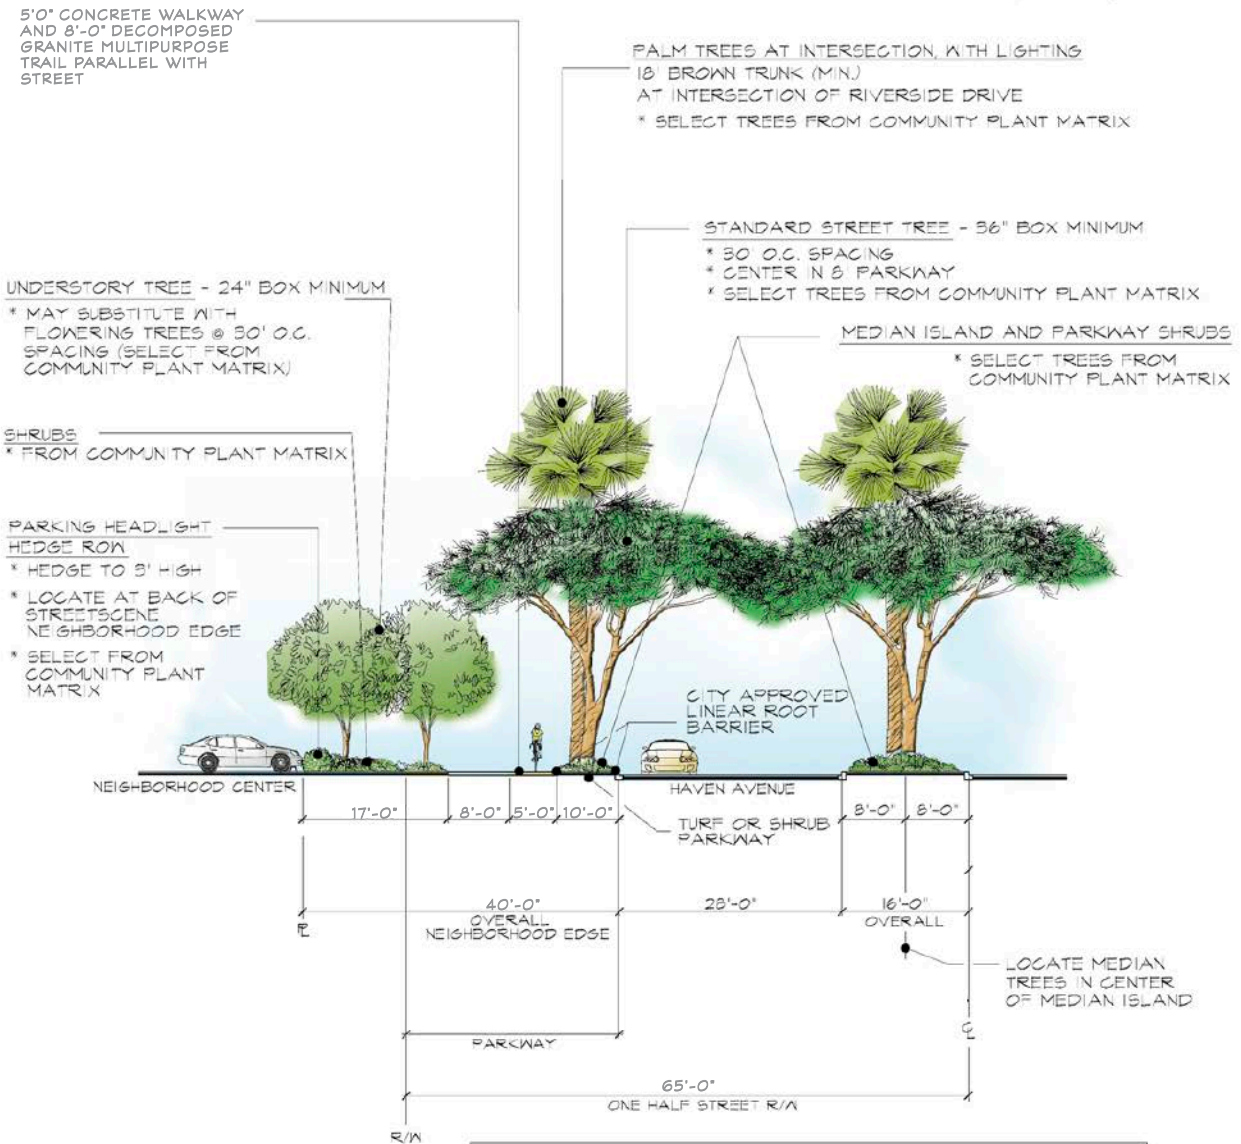 5'0" CONCRETE WALKWAY
AND 8'-0" DECOMPOSED
GRANITE MULTIPURPOSE
TRAIL PARALLEL WITH
STREET
PALM TREES AT INTERSECTION, WITH LIGHTING
18' BROWN TRUNK (MIN.)
AT INTERSECTION OF RIVERSIDE DRIVE
* SELECT TREES FROM COMMUNITY PLANT MATRIX
STANDARD STREET TREE - 36" BOX MINIMUM
* 30' O.C. SPACING
* CENTER IN 8' PARKWAY
* SELECT TREES FROM COMMUNITY PLANT MATRIX
UNDERSTORY TREE - 24" BOX MINIMUM
* MAY SUBSTITUTE WITH
FLOWERING TREES @ 30' O.C.
SPACING (SELECT FROM
COMMUNITY PLANT MATRIX)
MEDIAN ISLAND AND PARKWAY SHRUBS
* SELECT TREES FROM
COMMUNITY PLANT MATRIX
SHRUBS
* FROM COMMUNITY PLANT MATRIX
PARKING HEADLIGHT
HEDGE ROW
* HEDGE TO 3' HIGH
* LOCATE AT BACK OF
STREETSCENE
NEIGHBORHOOD EDGE
* SELECT FROM
COMMUNITY PLANT
MATRIX
CITY APPROVED
LINEAR ROOT
BARRIER
NEIGHBORHOOD CENTER
HAVEN AVENUE
17'-0" 8'-0" 5'-0" 10'-0" 8'-0" 8'-0"
TURF OR SHRUB
PARKWAY
40'-0" 28'-0" 16'-0"
OVERALL
NEIGHBORHOOD EDGE
OVERALL
PL
LOCATE MEDIAN
TREES IN CENTER
OF MEDIAN ISLAND
CL
PARKWAY
65'-0"
ONE HALF STREET R/W
R/W